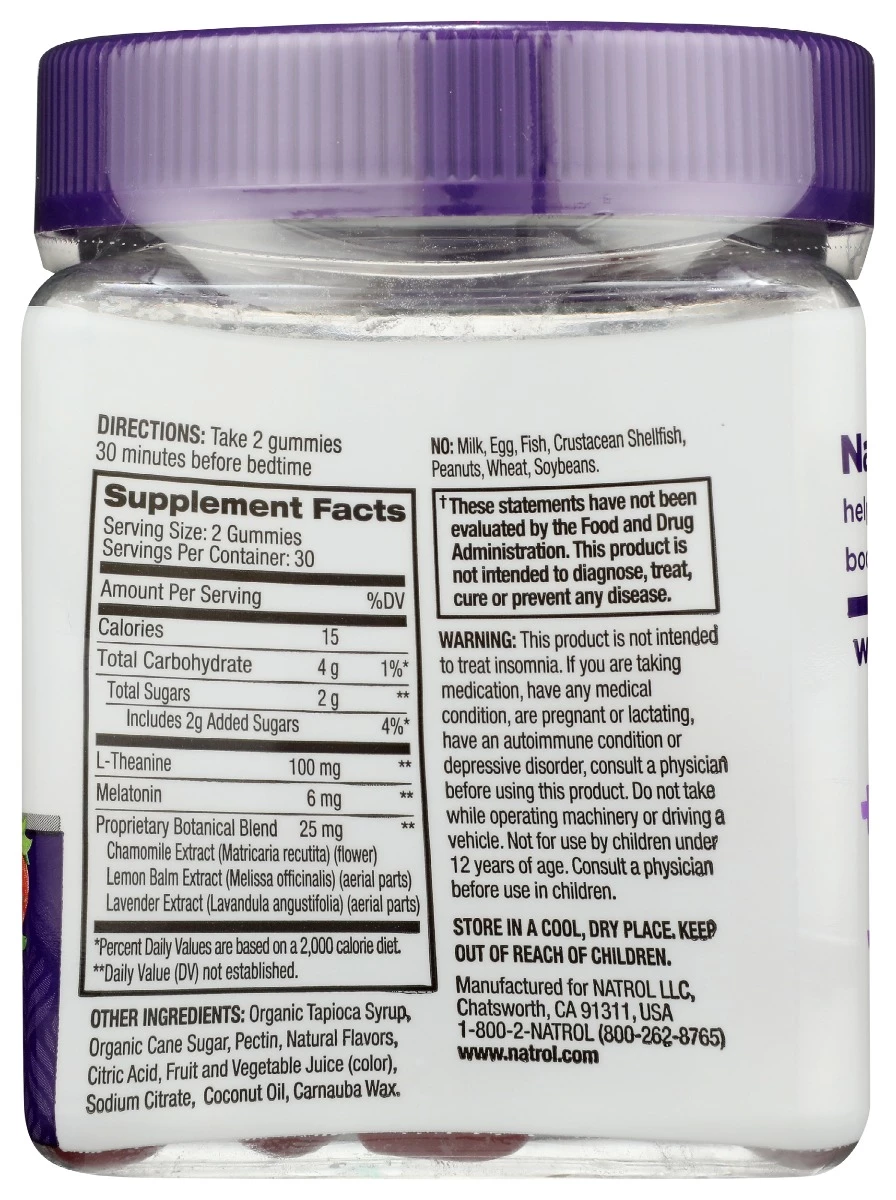 DIRECTIONS: Take 2 gummies
30 minutes before bedtime
Supplement Facts
Serving Size: 2 Gummies
Servings Per Container: 30
Amount Per Serving %DV
Calories 15
Total Carbohydrate 4 g 1%*
Total Sugars 2 g **
Includes 2g Added Sugars 4%*
L-Theanine 100 mg **
Melatonin 6 mg **
Proprietary Botanical Blend 25 mg **
Chamomile Extract (Matricaria recutita) (flower)
Lemon Balm Extract (Melissa officinalis) (aerial parts)
Lavender Extract (Lavandula angustifolia) (aerial parts)
*Percent Daily Values are based on a 2,000 calorie diet.
**Daily Value (DV) not established.
OTHER INGREDIENTS: Organic Tapioca Syrup,
Organic Cane Sugar, Pectin, Natural Flavors,
Citric Acid, Fruit and Vegetable Juice (color),
Sodium Citrate, Coconut Oil, Carnauba Wax.
NO: Milk, Egg, Fish, Crustacean Shellfish,
Peanuts, Wheat, Soybeans.
†These statements have not been
evaluated by the Food and Drug
Administration. This product is
not intended to diagnose, treat,
cure or prevent any disease.
WARNING: This product is not intended
to treat insomnia. If you are taking
medication, have any medical
condition, are pregnant or lactating,
have an autoimmune condition or
depressive disorder, consult a physician
before using this product. Do not take
while operating machinery or driving a
vehicle. Not for use by children under
12 years of age. Consult a physician
before use in children.
STORE IN A COOL, DRY PLACE. KEEP
OUT OF REACH OF CHILDREN.
Manufactured for NATROL LLC,
Chatsworth, CA 91311, USA
1-800-2-NATROL (800-262-8765)
www.natrol.com